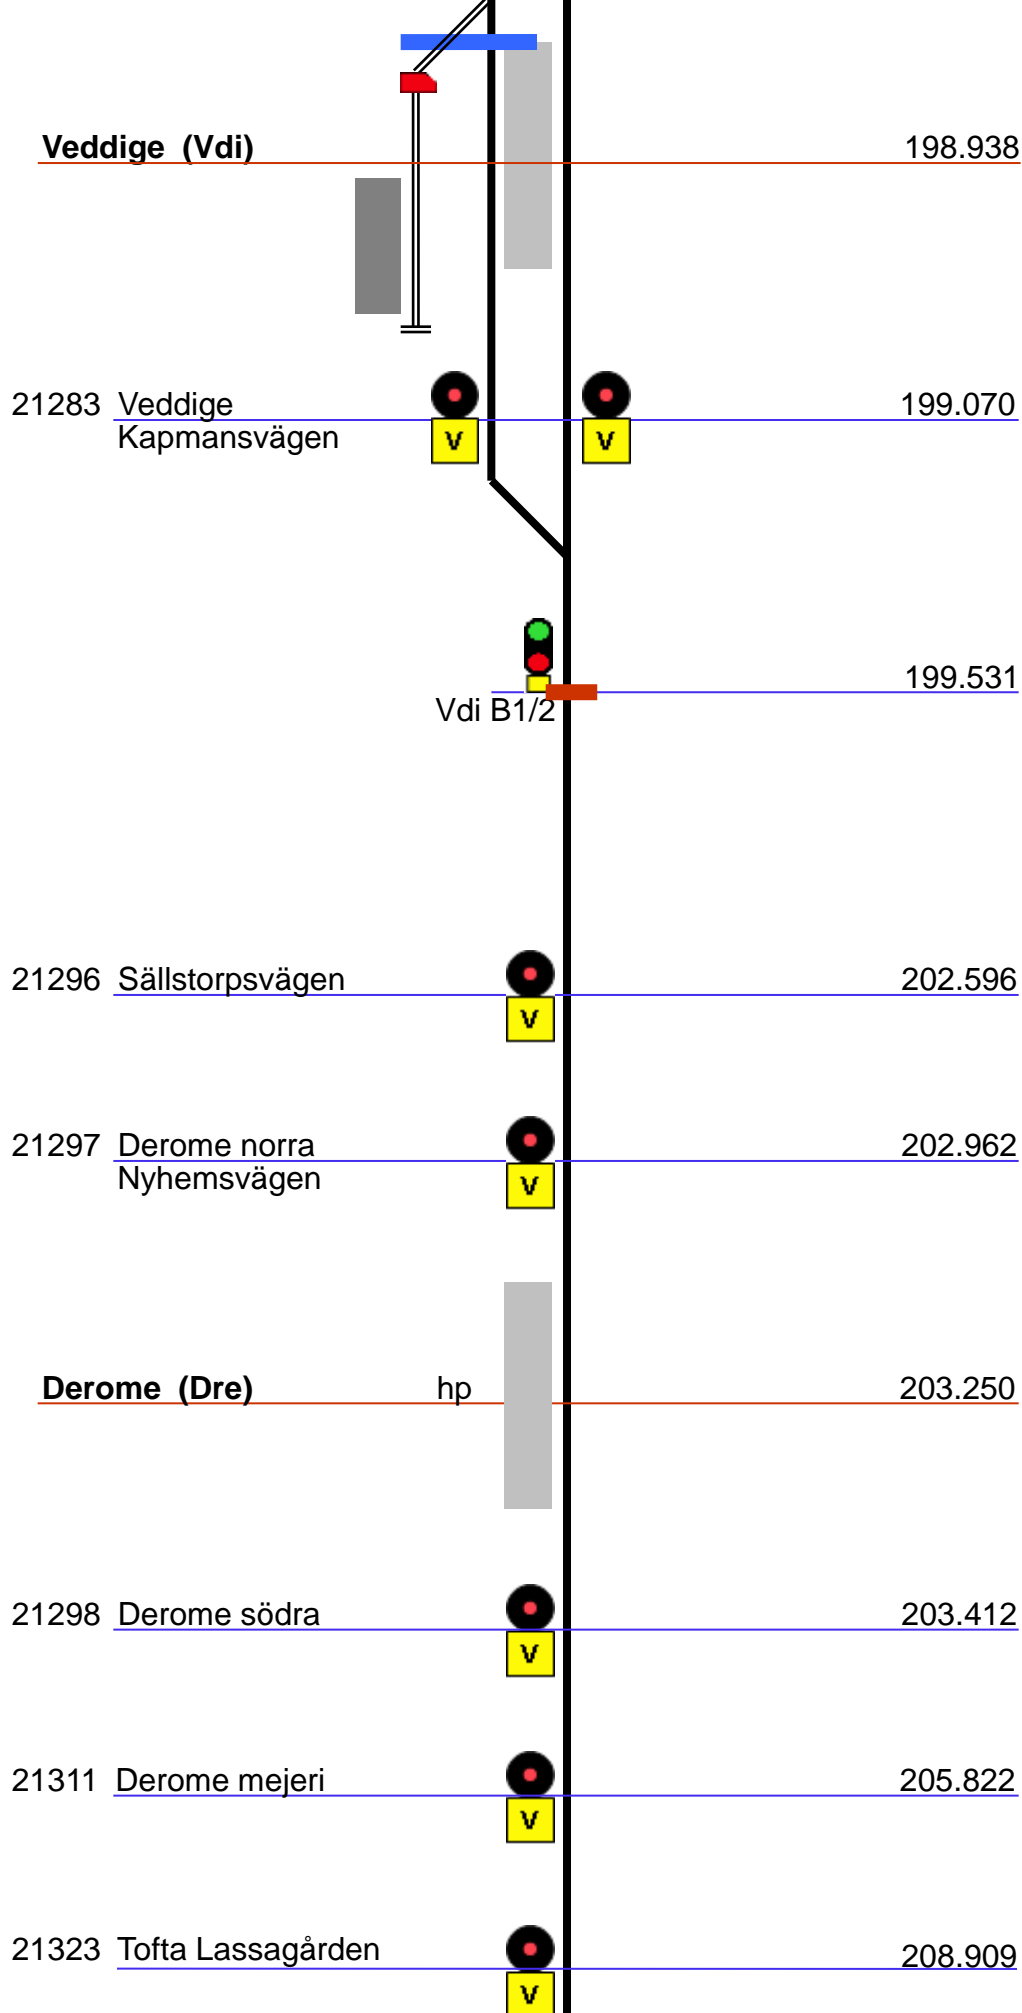 Veddige (Vdi) 198.938
21283 Veddige 199.070
Kapmansvägen
V V
199.531
Vdi B1/2
21296 Sällstorpsvägen 202.596
V
21297 Derome norra 202.962
Nyhemsvägen
V
Derome (Dre) hp 203.250
21298 Derome södra 203.412
V
21311 Derome mejeri 205.822
V
21323 Tofta Lassagården 208.909
V